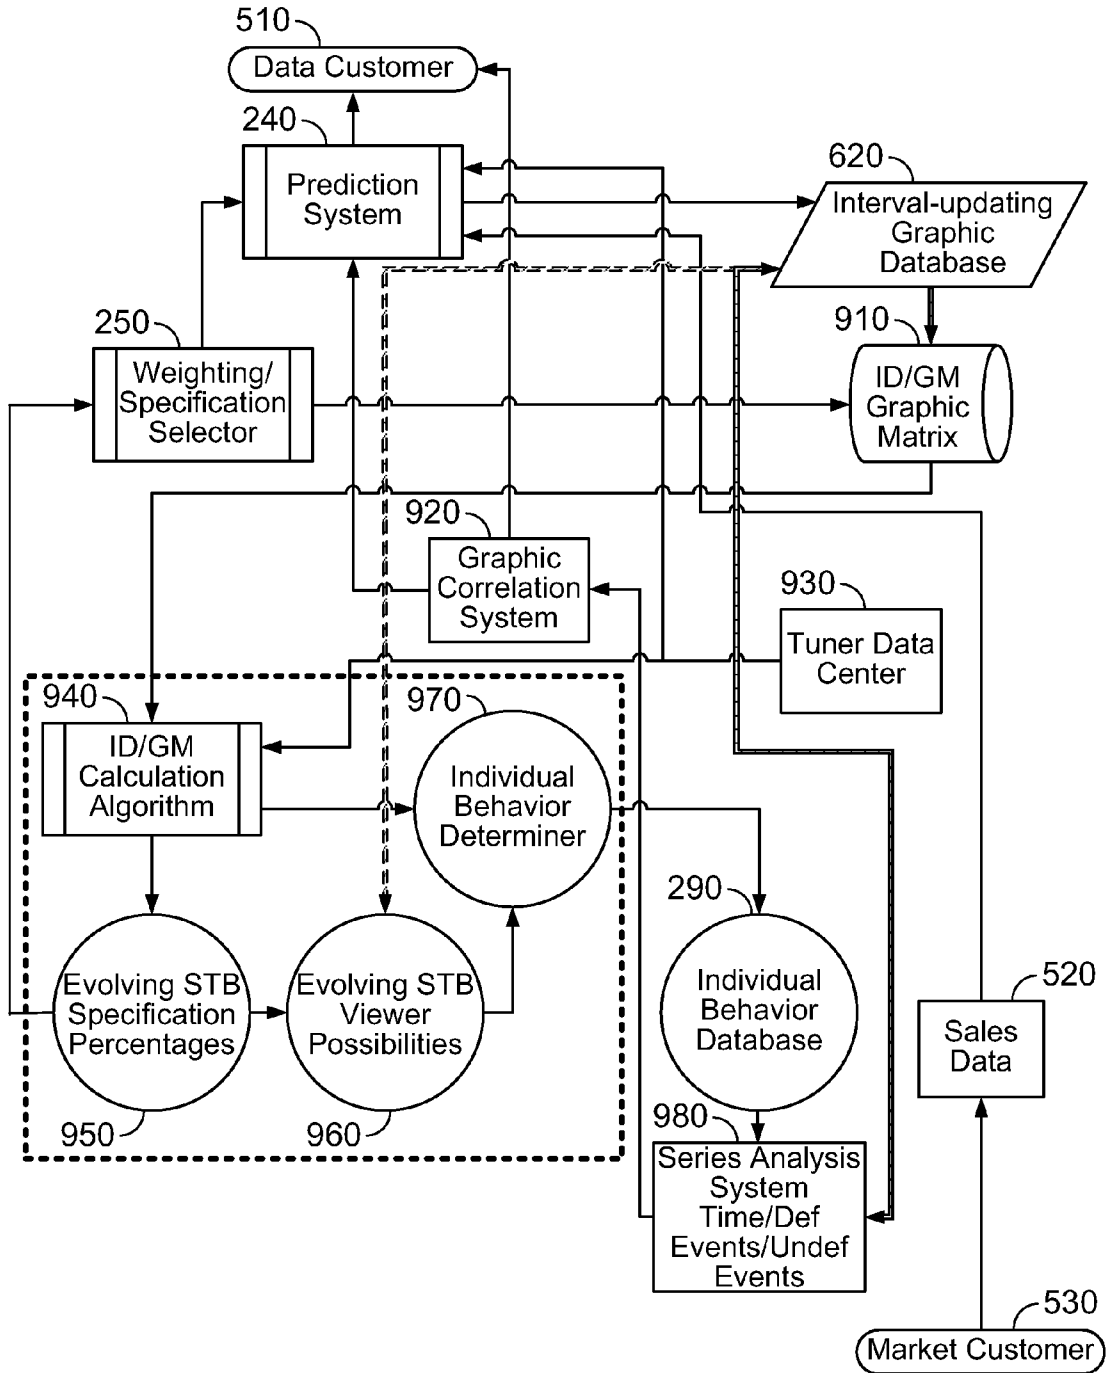 510
Data Customer
240
Prediction
System
620
Interval-updating
Graphic
Database
250
Weighting/
Specification
Selector
910
ID/GM
Graphic
Matrix
920
Graphic
Correlation
System
930
Tuner Data
Center
940
ID/GM
Calculation
Algorithm
970
Individual
Behavior
Determiner
290
Individual
Behavior
Database
Evolving STB
Specification
Percentages
950
Evolving STB
Viewer
Possibilities
960
520
Sales
Data
980
Series Analysis
System
Time/Def
Events/Undef
Events
530
Market Customer